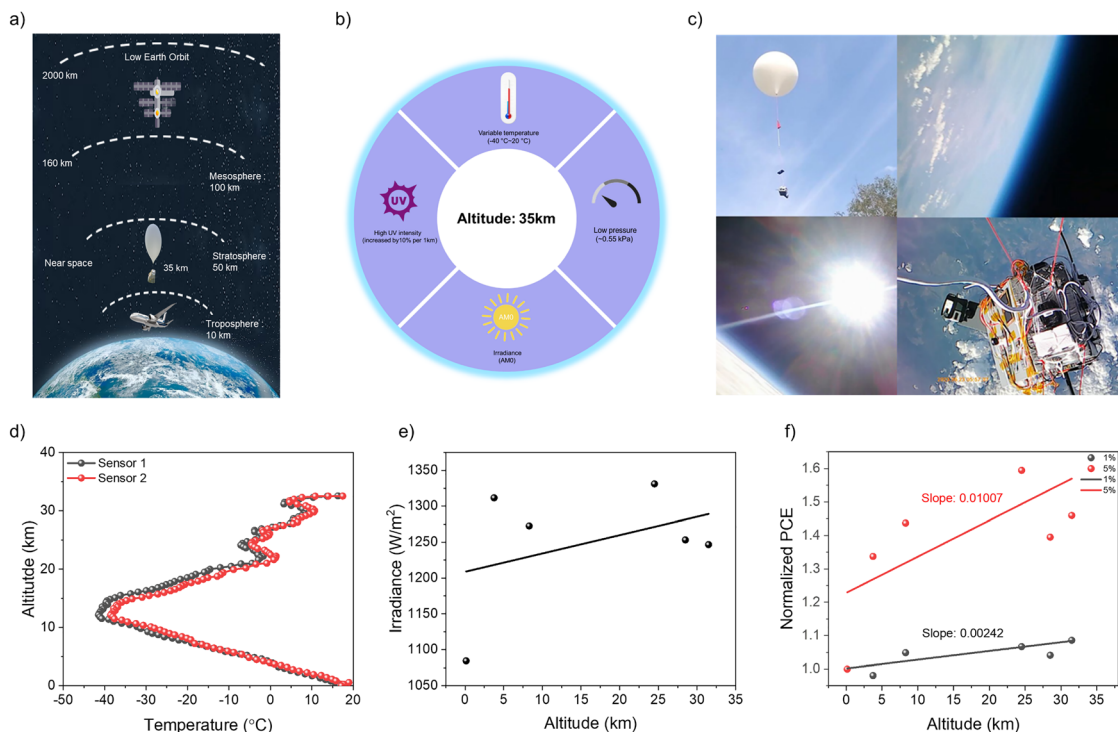 a)
Low Earth Orbit
2000 km
160 km
Mesosphere :
100 km
Near space
35 km
Stratosphere :
50 km
Troposphere :
10 km
b)
Variable temperature
(-40 °C~20 °C)
UV
High UV intensity
(increased by10% per 1km)
Altitude: 35km
Low pressure
(~0.55 kPa)
AM0
Irradiance
(AM0)
c)
d)
Sensor 1
Sensor 2
Altitutde (km)
40
30
20
10
0
-50 -40 -30 -20 -10 0 10 20
Temperature (°C)
e)
Irradiance (W/m²)
1350
1300
1250
1200
1150
1100
1050
0 5 10 15 20 25 30 35
Altitude (km)
f)
1%
5%
1%
5%
Slope: 0.01007
Slope: 0.00242
Normalized PCE
1.6
1.5
1.4
1.3
1.2
1.1
1.0
0 5 10 15 20 25 30 35
Altitude (km)